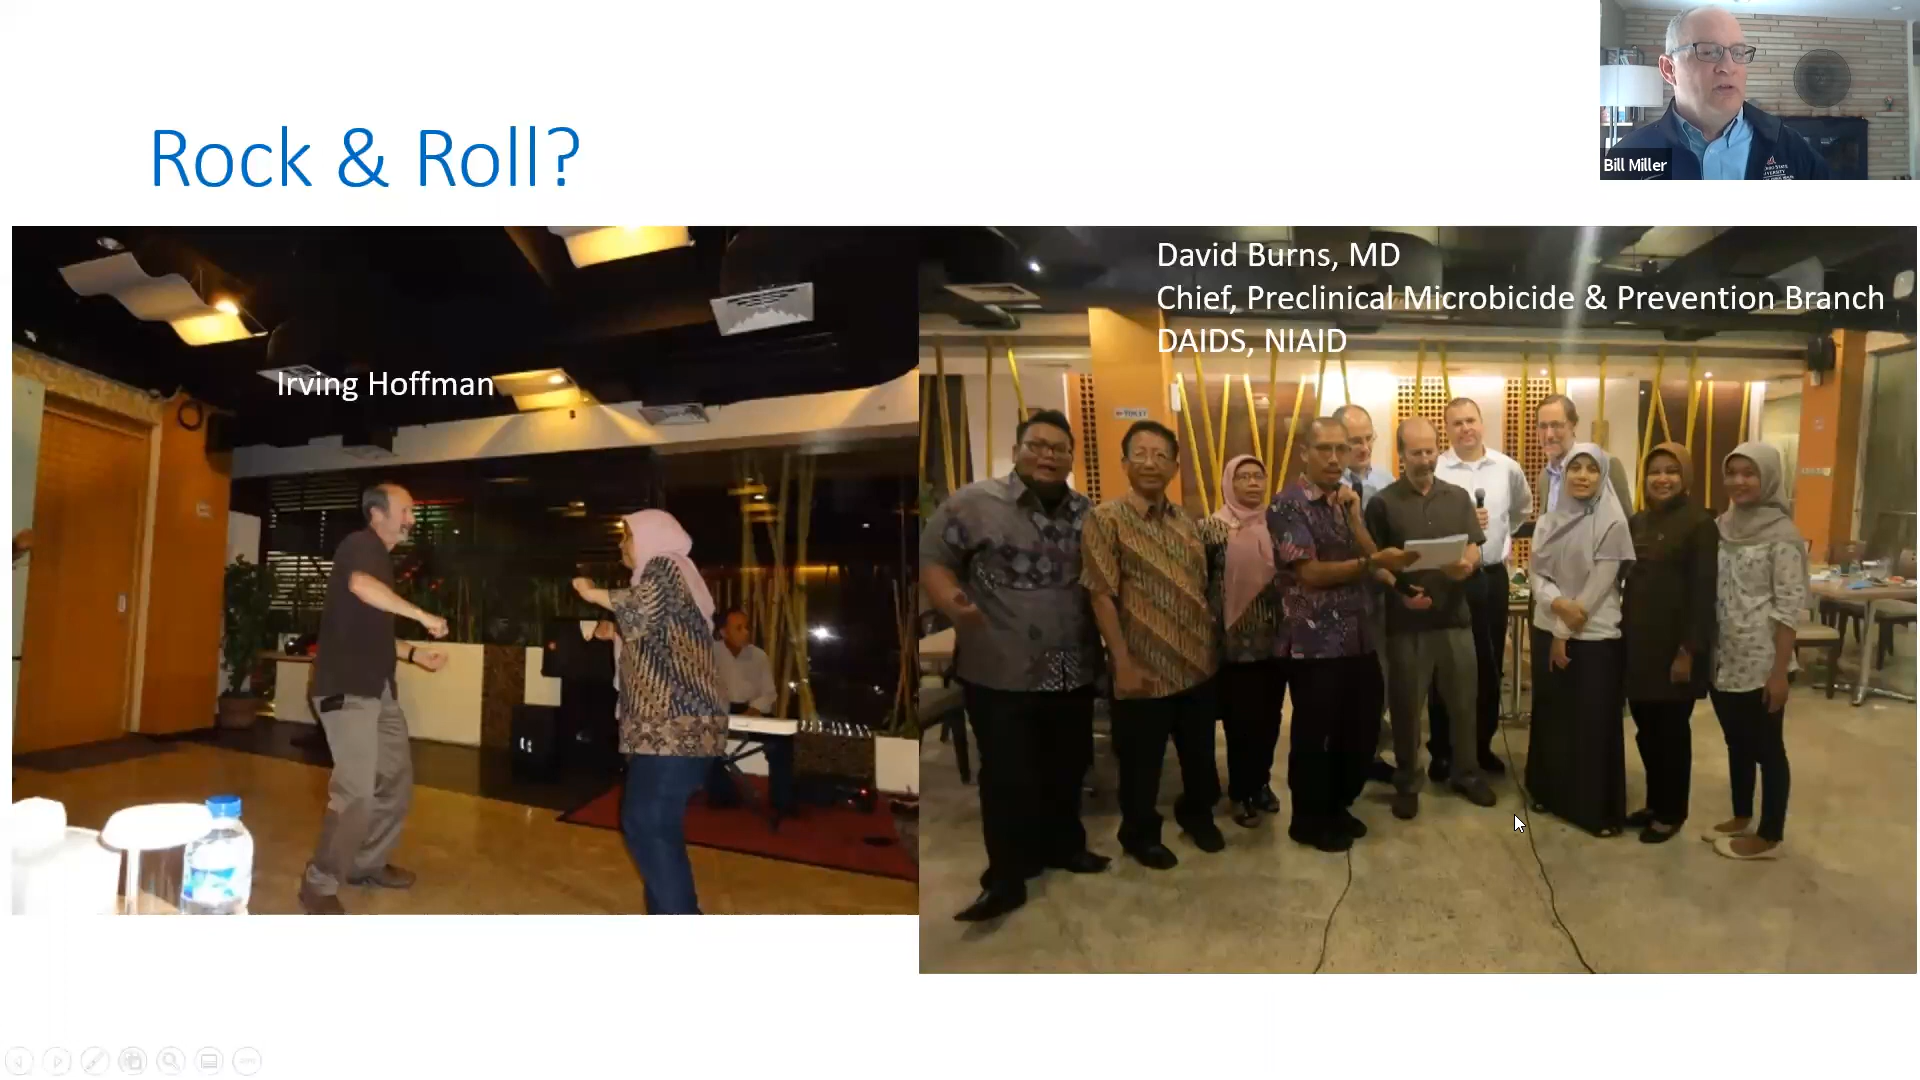 Rock & Roll?
Bill Miller
Irving Hoffman
David Burns, MD
Chief, Preclinical Microbicide & Prevention Branch
DAIDS, NIAID